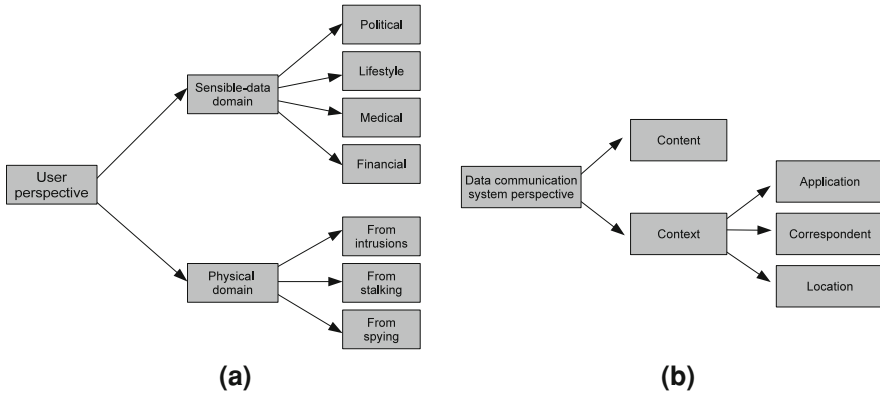 User
perspective
Sensible-data
domain
Political
Lifestyle
Medical
Financial
Physical
domain
From
intrusions
From
stalking
From
spying
(a)
Data communication
system perspective
Content
Context
Application
Correspondent
Location
(b)